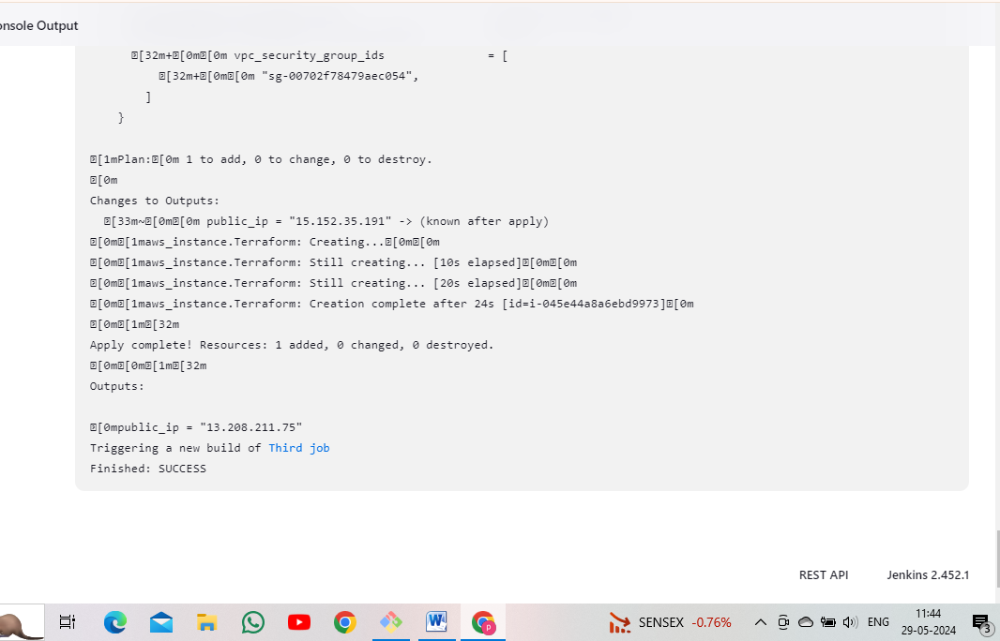 onsole Output
[32m+[0m[0m vpc_security_group_ids = [
[32m+[0m[0m "sg-00702f78479aec054",
]
}
[1mPlan:[0m 1 to add, 0 to change, 0 to destroy.
[0m
Changes to Outputs:
[33m~[0m[0m public_ip = "15.152.35.191" -> (known after apply)
[0m[1maws_instance.Terraform: Creating...[0m[0m
[0m[1maws_instance.Terraform: Still creating... [10s elapsed][0m[0m
[0m[1maws_instance.Terraform: Still creating... [20s elapsed][0m[0m
[0m[1maws_instance.Terraform: Creation complete after 24s [id=i-045e44a8a6ebd9973][0m
[0m[1m[32m
Apply complete! Resources: 1 added, 0 changed, 0 destroyed.
[0m[0m[1m[32m
Outputs:
[0mpublic_ip = "13.208.211.75"
Triggering a new build of Third job
Finished: SUCCESS
REST API Jenkins 2.452.1
W p SENSEX -0.76% ENG 11:44
29-05-2024 3